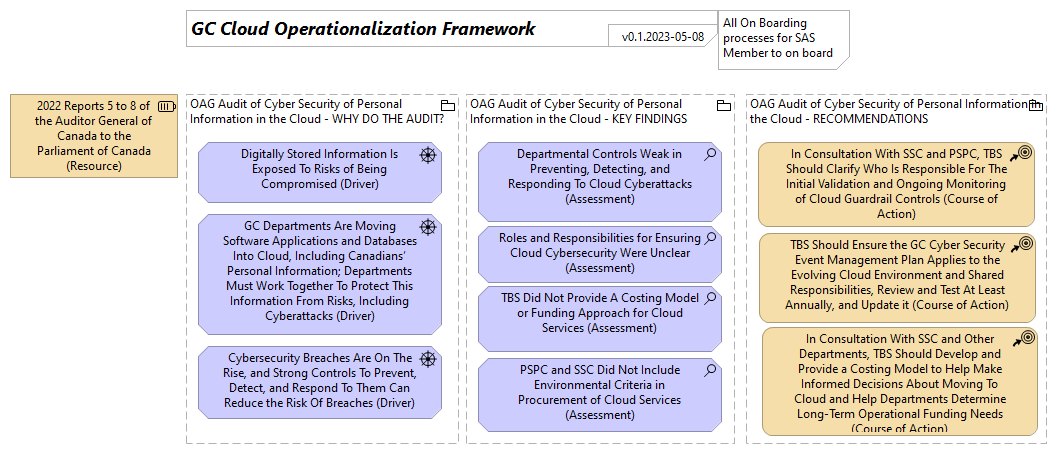 GC Cloud Operationalization Framework
v0.1.2023-05-08
All On Boarding
processes for SAS
Member to on board
2022 Reports 5 to 8 of
the Auditor General of
Canada to the
Parliament of Canada
(Resource)
OAG Audit of Cyber Security of Personal
Information in the Cloud - WHY DO THE AUDIT?
Digitally Stored Information Is
Exposed To Risks of Being
Compromised (Driver)
GC Departments Are Moving
Software Applications and Databases
Into Cloud, Including Canadians’
Personal Information; Departments
Must Work Together To Protect This
Information From Risks, Including
Cyberattacks (Driver)
Cybersecurity Breaches Are On The
Rise, and Strong Controls To Prevent,
Detect, and Respond To Them Can
Reduce the Risk Of Breaches (Driver)
OAG Audit of Cyber Security of Personal
Information in the Cloud - KEY FINDINGS
Departmental Controls Weak in
Preventing, Detecting, and
Responding To Cloud Cyberattacks
(Assessment)
Roles and Responsibilities for Ensuring
Cloud Cybersecurity Were Unclear
(Assessment)
TBS Did Not Provide A Costing Model
or Funding Approach for Cloud
Services (Assessment)
PSPC and SSC Did Not Include
Environmental Criteria in
Procurement of Cloud Services
(Assessment)
OAG Audit of Cyber Security of Personal Information in
the Cloud - RECOMMENDATIONS
In Consultation With SSC and PSPC, TBS
Should Clarify Who Is Responsible For The
Initial Validation and Ongoing Monitoring
of Cloud Guardrail Controls (Course of
Action)
TBS Should Ensure the GC Cyber Security
Event Management Plan Applies to the
Evolving Cloud Environment and Shared
Responsibilities, Review and Test At Least
Annually, and Update it (Course of Action)
In Consultation With SSC and Other
Departments, TBS Should Develop and
Provide a Costing Model to Help Make
Informed Decisions About Moving To
Cloud and Help Departments Determine
Long-Term Operational Funding Needs
(Course of Action)